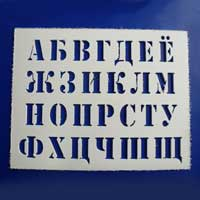 АБВГДЕЁ
ЖЗИКЛМ
НОПРСТУ
ФХЦЧШЩ